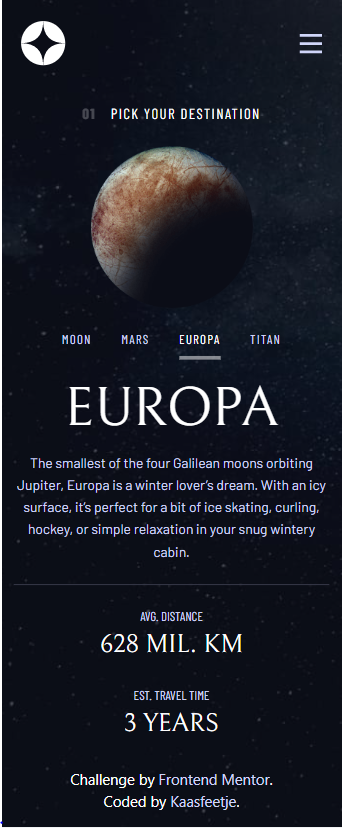 01 PICK YOUR DESTINATION
MOON MARS EUROPA TITAN
EUROPA
The smallest of the four Galilean moons orbiting
Jupiter, Europa is a winter lover’s dream. With an icy
surface, it’s perfect for a bit of ice skating, curling,
hockey, or simple relaxation in your snug wintery
cabin.
AVG. DISTANCE
628 MIL. KM
EST. TRAVEL TIME
3 YEARS
Challenge by Frontend Mentor.
Coded by Kaasfeetje.